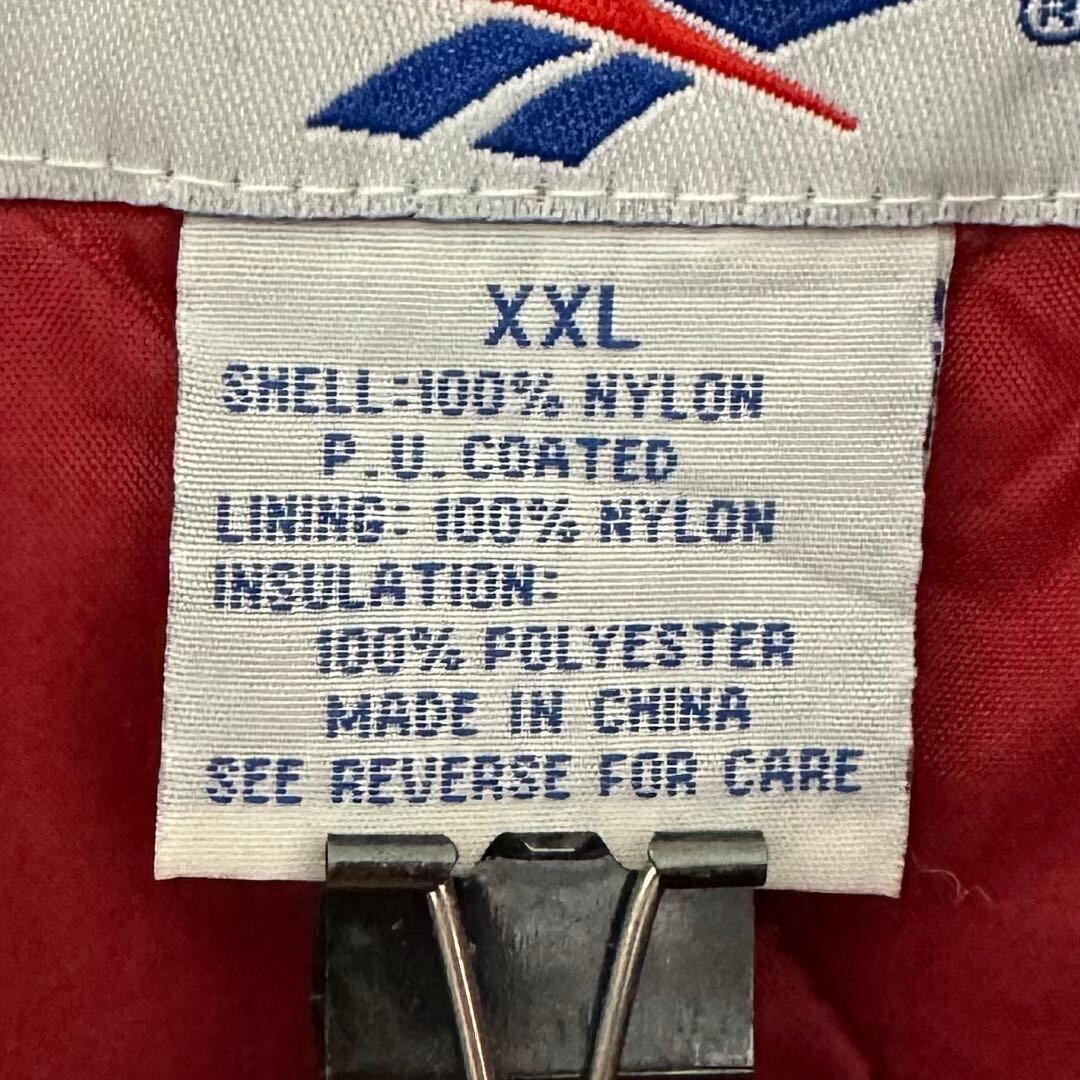 ®
XXL
SHELL:100% NYLON
P.U.COATED
LINING: 100% NYLON
INSULATION:
100% POLYESTER
MADE IN CHINA
SEE REVERSE FOR CARE